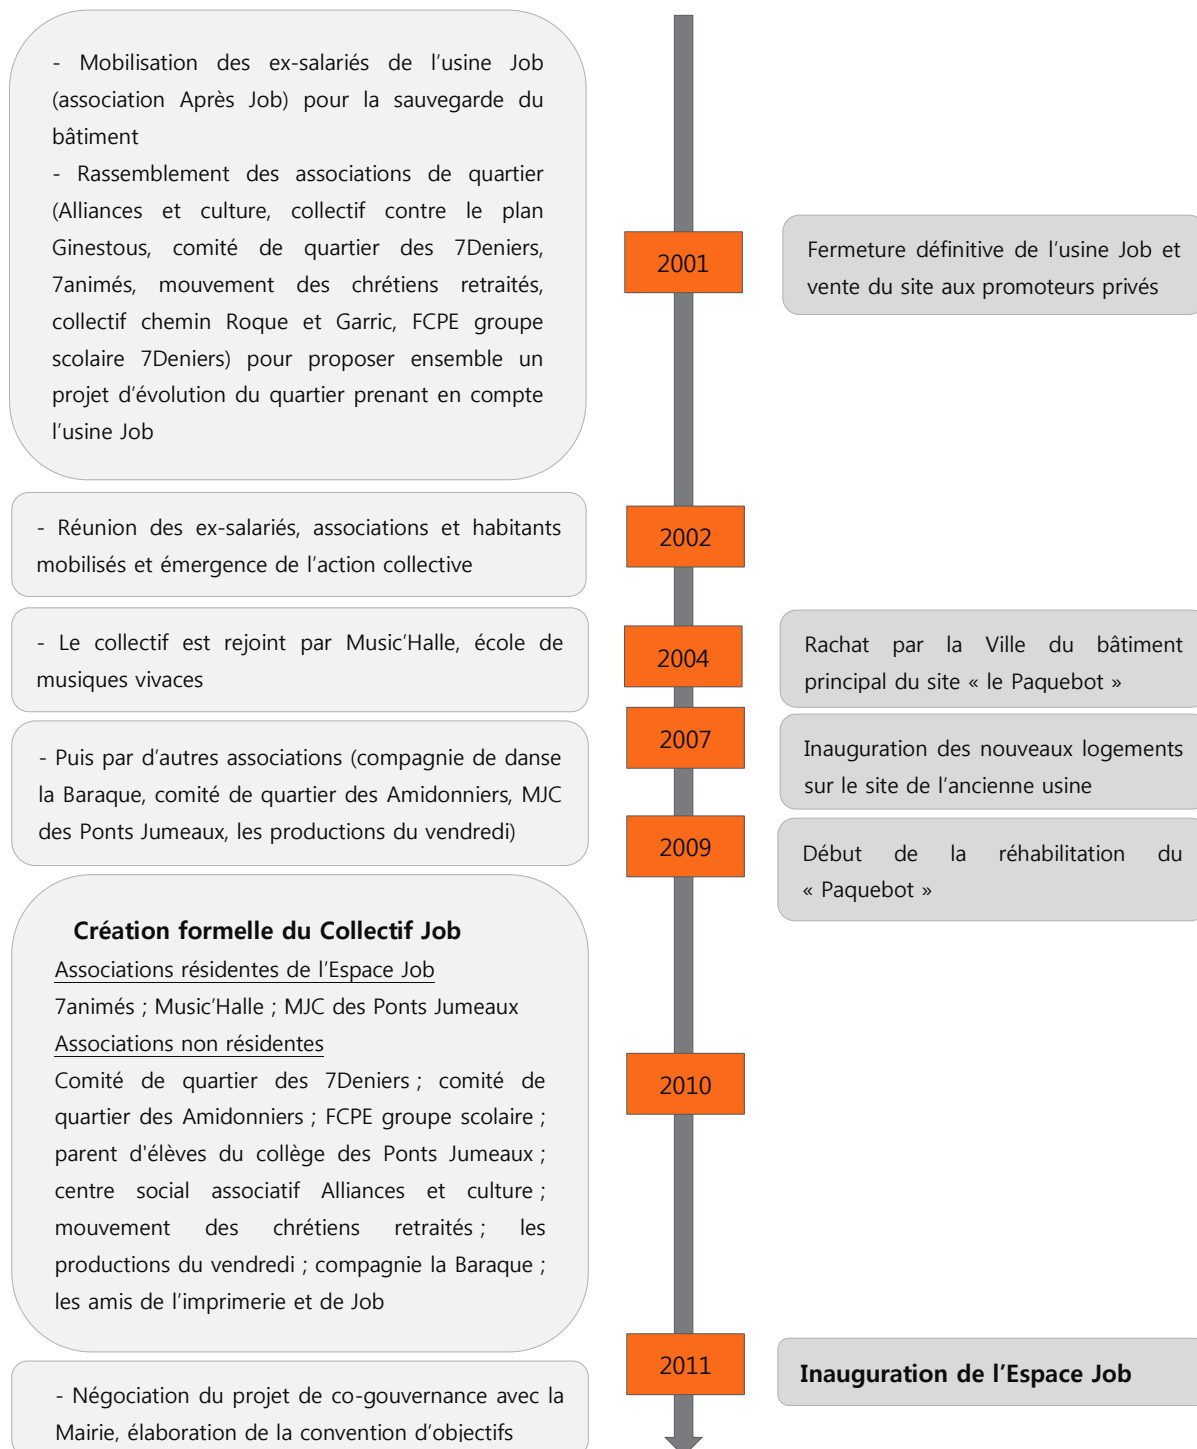 - Mobilisation des ex-salariés de l'usine Job
(association Après Job) pour la sauvegarde du
bâtiment
- Rassemblement des associations de quartier
(Alliances et culture, collectif contre le plan
Ginestous, comité de quartier des 7Deniers,
7animés, mouvement des chrétiens retraités,
collectif chemin Roque et Garric, FCPE groupe
scolaire 7Deniers) pour proposer ensemble un
projet d'évolution du quartier prenant en compte
l'usine Job
2001
Fermeture définitive de l'usine Job et
vente du site aux promoteurs privés
- Réunion des ex-salariés, associations et habitants
mobilisés et émergence de l'action collective
2002
- Le collectif est rejoint par Music'Halle, école de
musiques vivaces
2004
Rachat par la Ville du bâtiment
principal du site « le Paquebot »
2007
Inauguration des nouveaux logements
sur le site de l'ancienne usine
- Puis par d'autres associations (compagnie de danse
la Baraque, comité de quartier des Amidonniers, MJC
des Ponts Jumeaux, les productions du vendredi)
2009
Début de la réhabilitation du
« Paquebot »
Création formelle du Collectif Job
Associations résidentes de l'Espace Job
7animés ; Music'Halle ; MJC des Ponts Jumeaux
Associations non résidentes
Comité de quartier des 7Deniers ; comité de
quartier des Amidonniers ; FCPE groupe scolaire ;
parent d'élèves du collège des Ponts Jumeaux ;
centre social associatif Alliances et culture ;
mouvement des chrétiens retraités ; les
productions du vendredi ; compagnie la Baraque ;
les amis de l'imprimerie et de Job
2010
2011
Inauguration de l'Espace Job
- Négociation du projet de co-gouvernance avec la
Mairie, élaboration de la convention d'objectifs